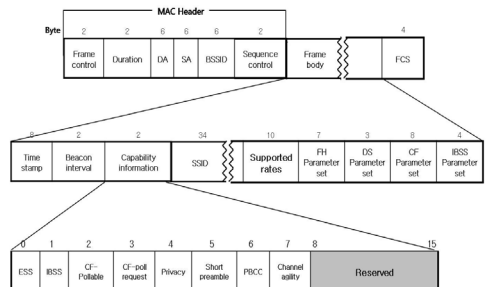 MAC Header
Byte 2 2 6 6 6 2 4
Frame control Duration DA SA BSSID Sequence control Frame body FCS
8 2 2 34 10 7 3 8 4
Time stamp Beacon interval Capability information SSID Supported rates FH Parameter set DS Parameter set CF Parameter set IBSS Parameter set
0 1 2 3 4 5 6 7 8 15
ESS IBSS CF-Pollable CF-poll request Privacy Short preamble PBCC Channel agility Reserved